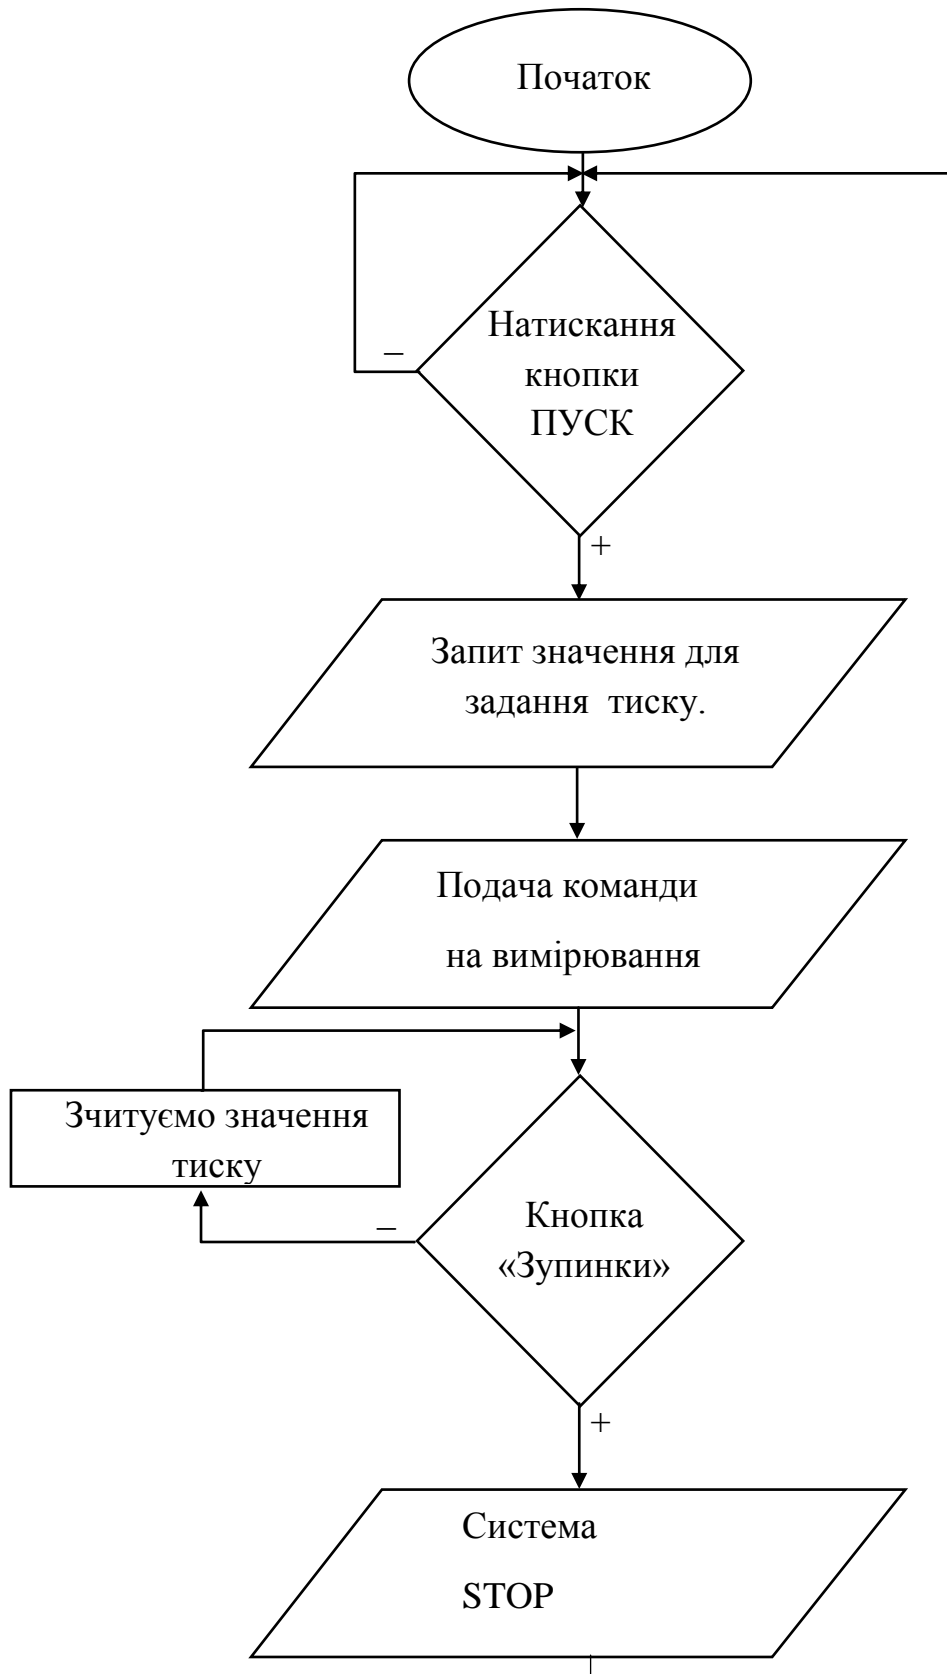 Початок
Натискання
кнопки
ПУСК
–
+
Запит значення для
задання тиску.
Подача команди
на вимірювання
Зчитуємо значення
тиску
–
Кнопка
«Зупинки»
+
Система
STOP